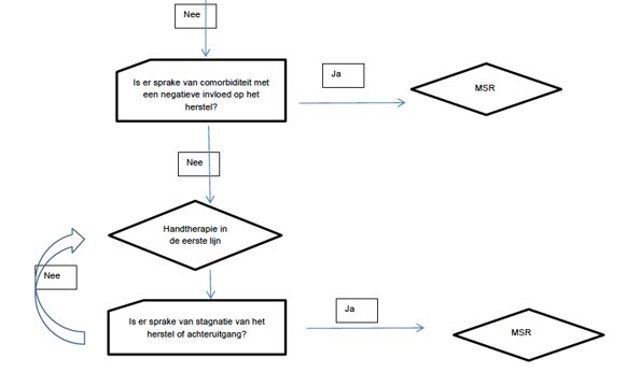 Nee
Is er sprake van comorbiditeit met
een negatieve invloed op het
herstel?
Ja
MSR
Nee
Handtherapie in
de eerste lijn
Nee
Is er sprake van stagnatie van het
herstel of achteruitgang?
Ja
MSR